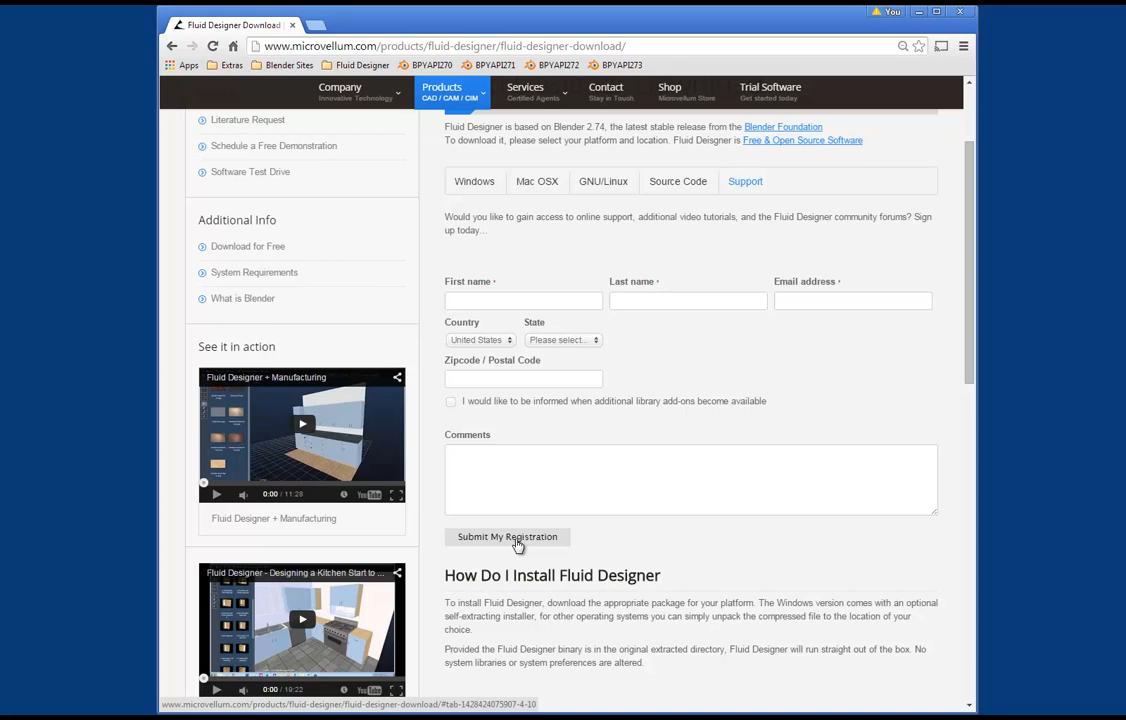 You
Fluid Designer Download |
www.microvellum.com/products/fluid-designer/fluid-designer-download/
Apps Extras Blender Sites Fluid Designer BPYAPI270 BPYAPI271 BPYAPI272 BPYAPI273
Company Products Services Contact Shop Trial Software
Innovative Technology CAD / CAM / CIM Certified Agents Stay in Touch Microvellum Store Get started today
Literature Request
Schedule a Free Demonstration
Software Test Drive
Additional Info
Download for Free
System Requirements
What is Blender
See it in action
Fluid Designer + Manufacturing
0:00 / 11:28 YouTube
Fluid Designer + Manufacturing
Fluid Designer - Designing a Kitchen Start to ...
0:00 / 19:22 YouTube
Fluid Designer is based on Blender 2.74, the latest stable release from the Blender Foundation
To download it, please select your platform and location. Fluid Deisgner is Free & Open Source Software
Windows Mac OSX GNU/Linux Source Code Support
Would you like to gain access to online support, additional video tutorials, and the Fluid Designer community forums? Sign
up today...
First name * Last name * Email address *
Country State
United States Please select...
Zipcode / Postal Code
I would like to be informed when additional library add-ons become available
Comments
Submit My Registration
How Do I Install Fluid Designer
To install Fluid Designer, download the appropriate package for your platform. The Windows version comes with an optional
self-extracting installer, for other operating systems you can simply unpack the compressed file to the location of your
choice.
Provided the Fluid Designer binary is in the original extracted directory, Fluid Designer will run straight out of the box. No
system libraries or system preferences are altered.
www.microvellum.com/products/fluid-designer/fluid-designer-download/#tab-1428424075907-4-10